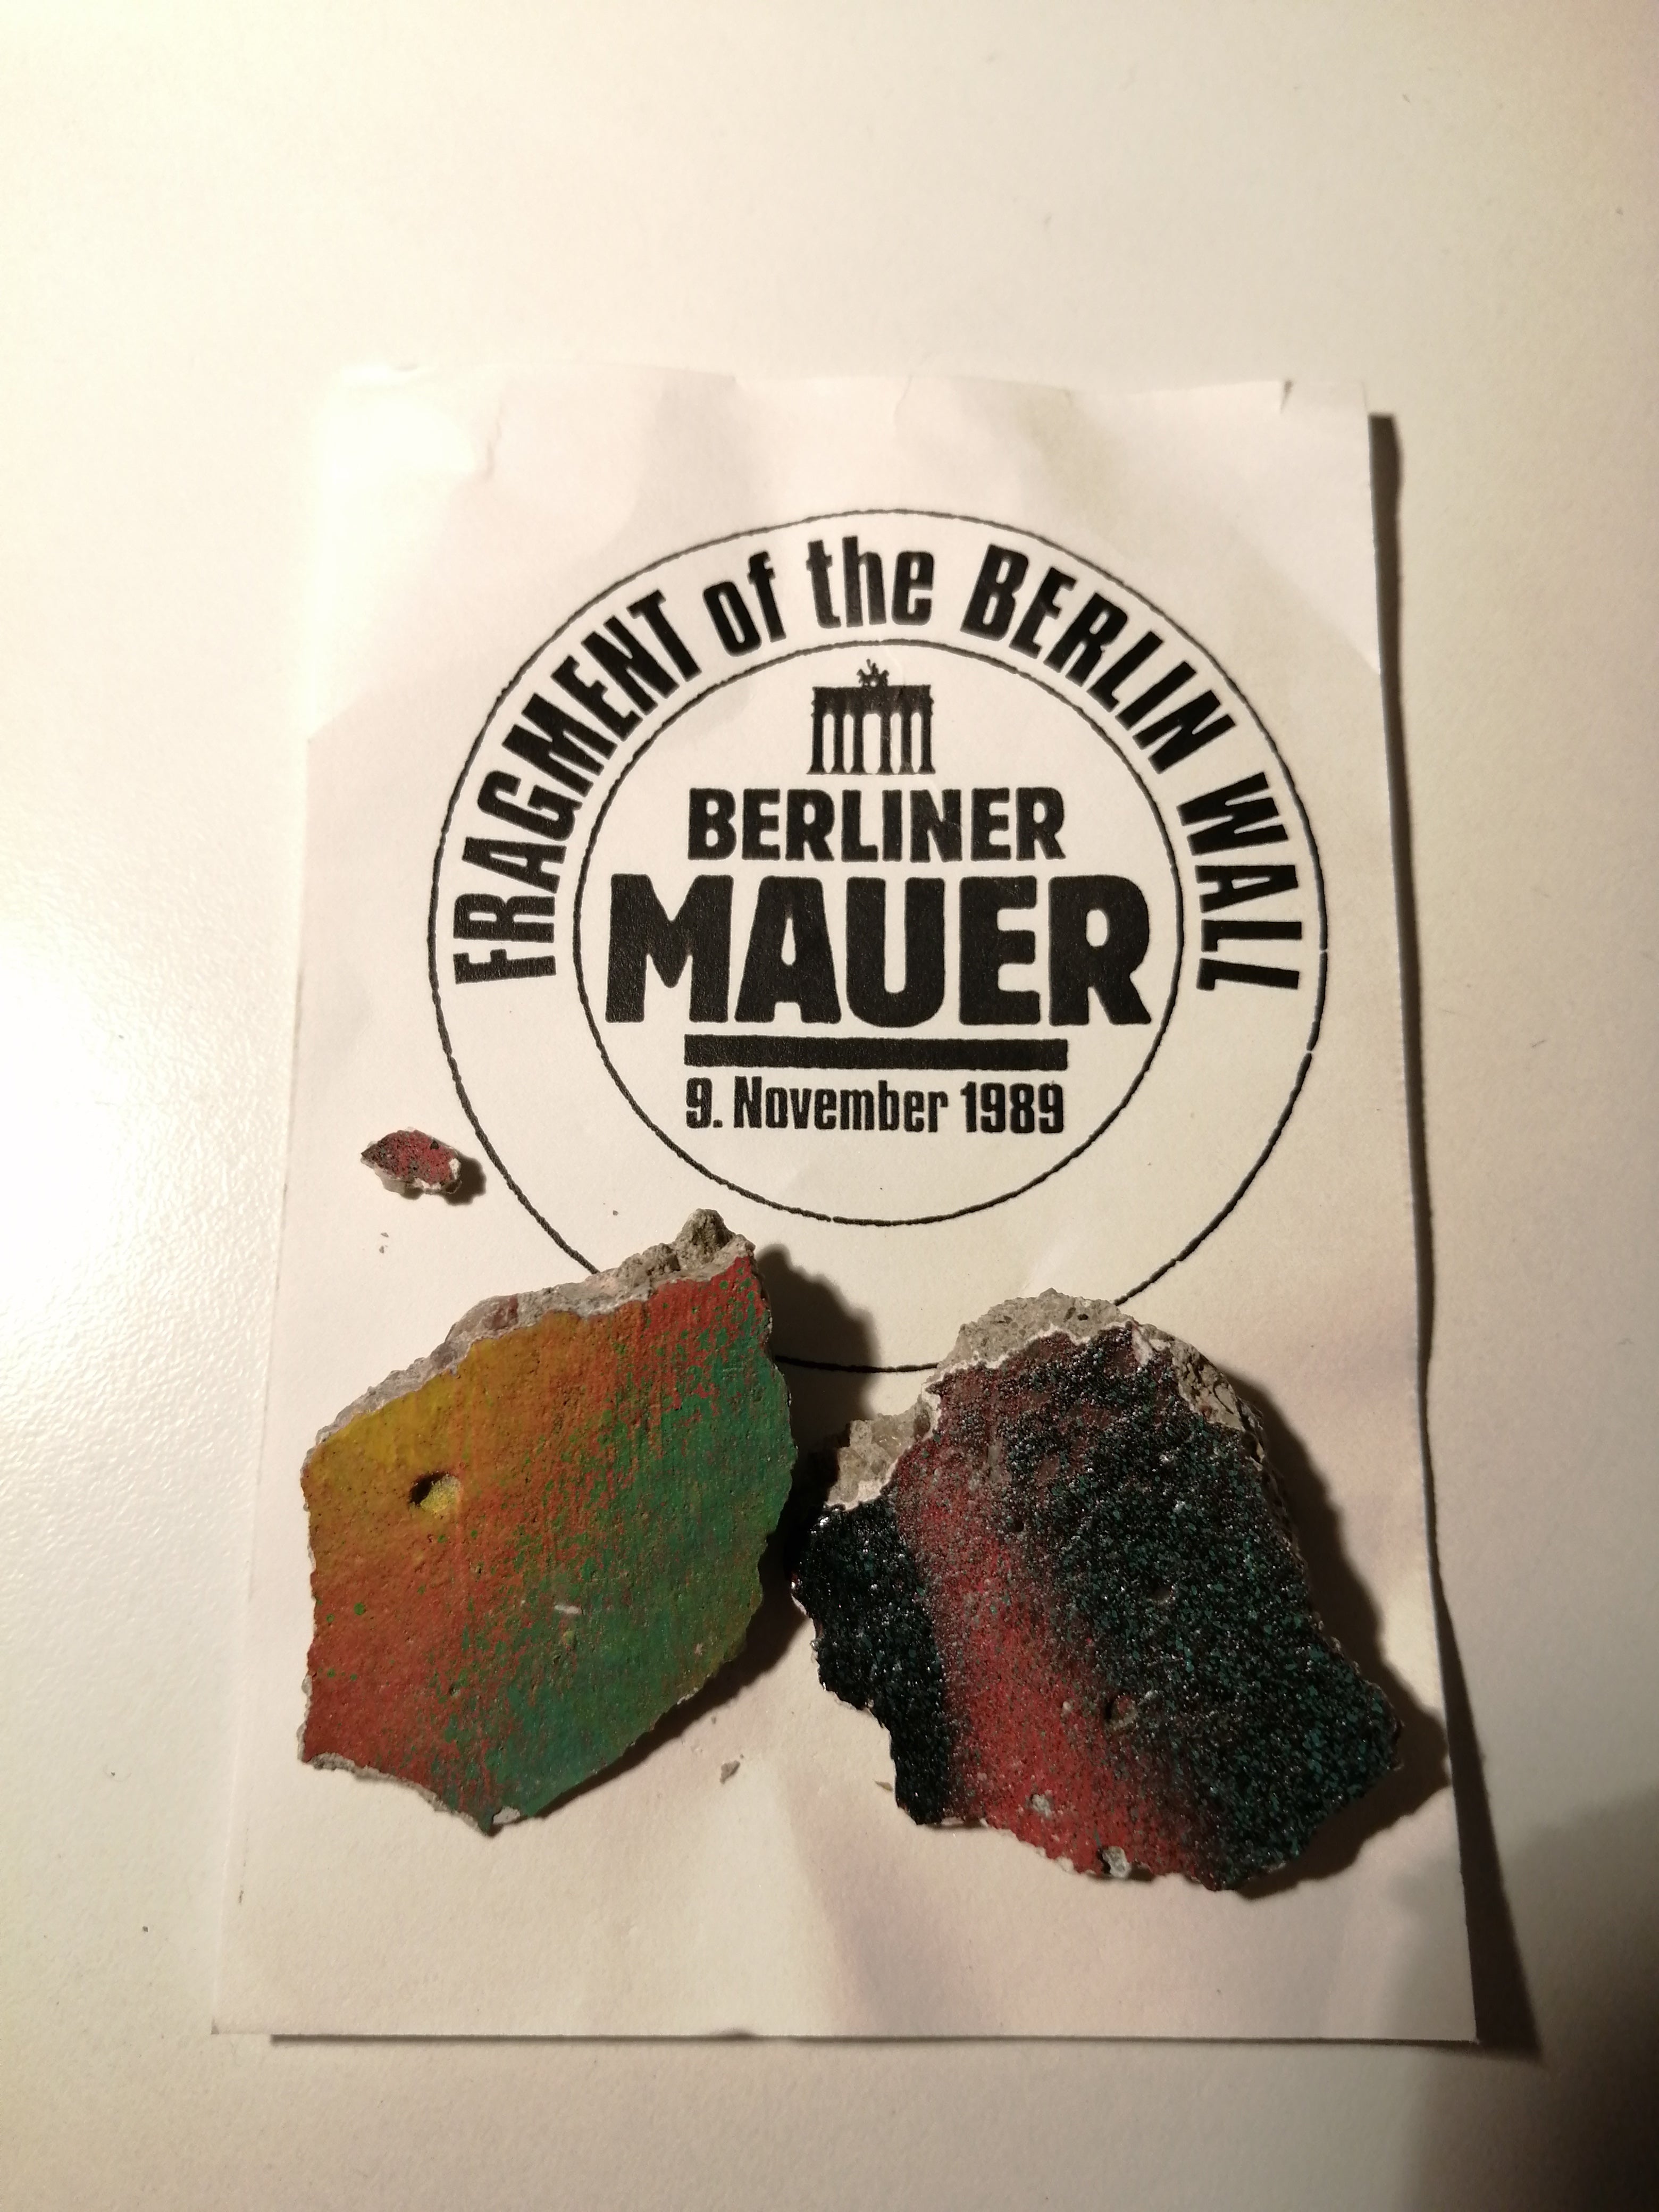 FRAGMENT of the BERLIN WALL
BERLINER
MAUER
9. November 1989